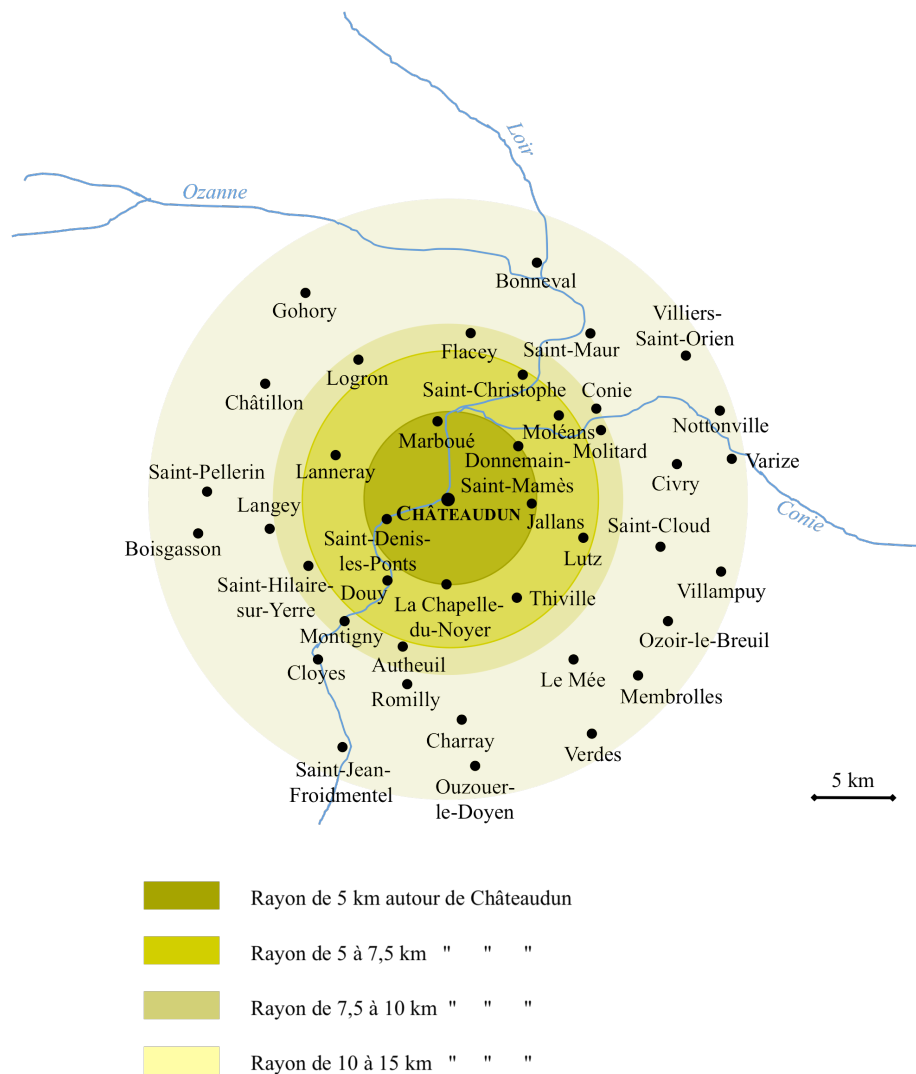 Loir
Ozanne
Bonneval
Gohory
Villiers-
Saint-Orien
Flacey
Saint-Maur
Logron
Saint-Christophe
Conie
Châtillon
Nottonville
Marboué
Moléans
Molitard
Donnemain-
Saint-Mamès
Lanneray
Varize
Saint-Pellerin
Civry
Langey
CHÂTEAUDUN
Jallans
Saint-Cloud
Conie
Boisgasson
Saint-Denis-
les-Ponts
Lutz
Saint-Hilaire-
sur-Yerre
Douy
La Chapelle-
du-Noyer
Thiville
Villampuy
Montigny
Ozoir-le-Breuil
Cloyes
Autheuil
Le Mée
Romilly
Membrolles
Charray
Verdes
Saint-Jean-
Froidmentel
Ouzouer-
le-Doyen
5 km
Rayon de 5 km autour de Châteaudun
Rayon de 5 à 7,5 km " " "
Rayon de 7,5 à 10 km " " "
Rayon de 10 à 15 km " " "